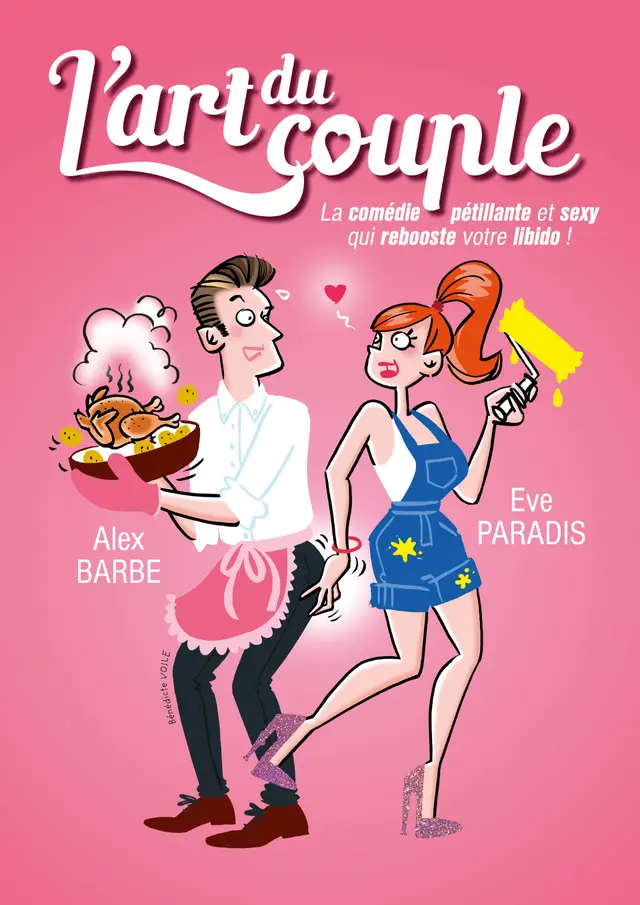 L'art du
couple
La comédie pétillante et sexy
qui rebooste votre libido !
Alex
BARBE
Eve
PARADIS
Bénédicte VOILE